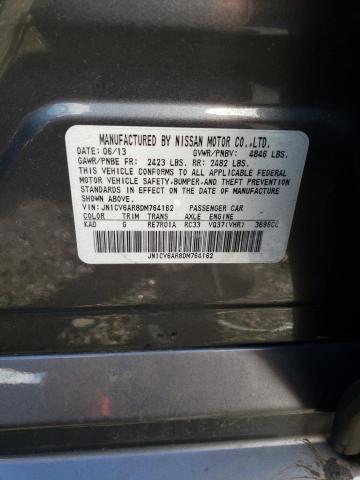 MANUFACTURED BY NISSAN MOTOR CO.,LTD.
DATE: 06/13 GVWR/PNBV: 4846 LBS.
GAWR/PNBE FR: 2423 LBS. RR: 2482 LBS.
THIS VEHICLE CONFORMS TO ALL APPLICABLE FEDERAL
MOTOR VEHICLE SAFETY,BUMPER,AND THEFT PREVENTION
STANDARDS IN EFFECT ON THE DATE OF MANUFACTURE
SHOWN ABOVE.
VIN: JN1CV6AR8DM764162 PASSENGER CAR
COLOR TRIM TRANS AXLE ENGINE
KAD G RE7R01A RC33 VQ37(VHR) 3696CC
JN1CV6AR8DM764162